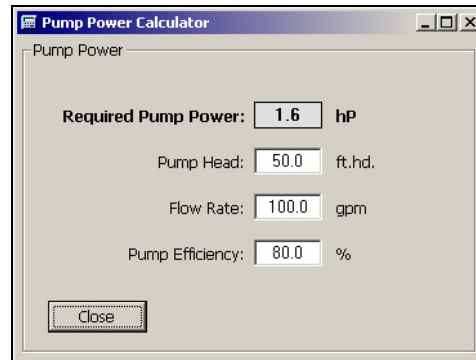 Pump Power Calculator
Pump Power
Required Pump Power: 1.6 hP
Pump Head: 50.0 ft.hd.
Flow Rate: 100.0 gpm
Pump Efficiency: 80.0 %
Close